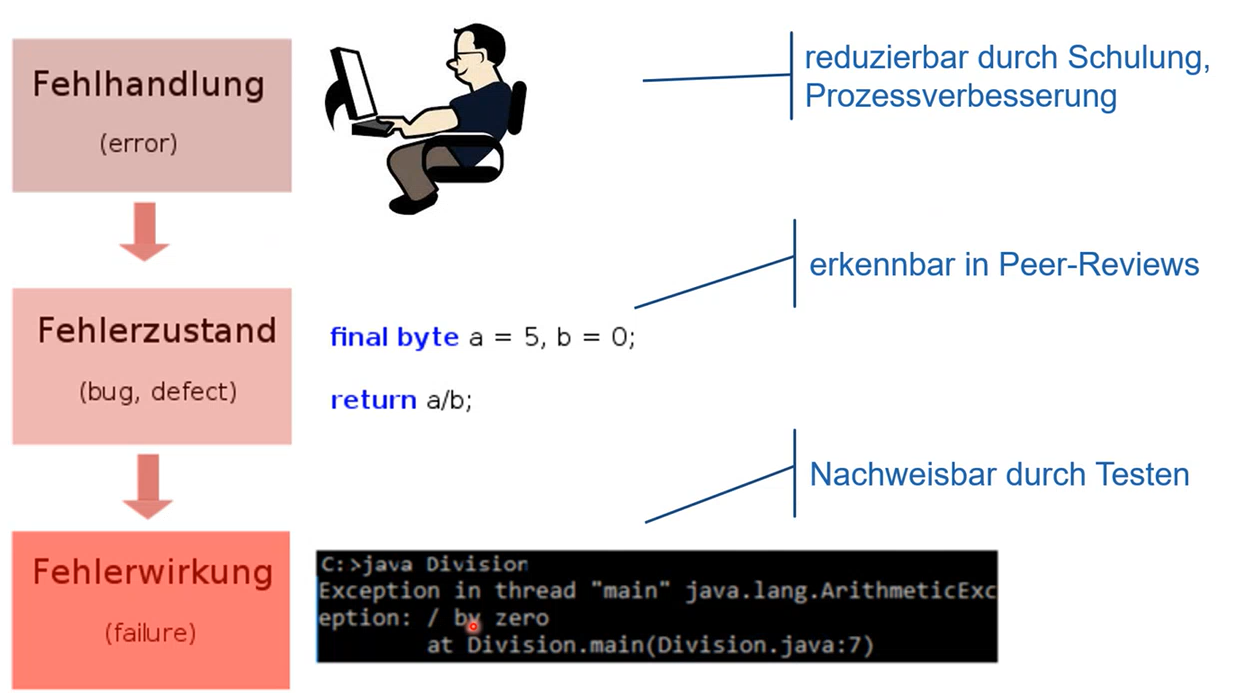 Fehlhandlung
(error)
reduzierbar durch Schulung,
Prozessverbesserung
Fehlerzustand
(bug, defect)
final byte a = 5, b = 0;
return a/b;
erkennbar in Peer-Reviews
Nachweisbar durch Testen
Fehlerwirkung
(failure)
C:>java Division
Exception in thread "main" java.lang.ArithmeticExc
eption: / by zero
at Division.main(Division.java:7)